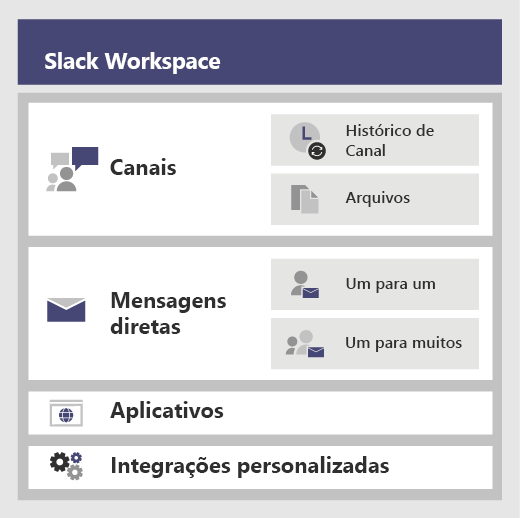 Slack Workspace
Canais
Histórico de
Canal
Arquivos
Mensagens
diretas
Um para um
Um para muitos
Aplicativos
Integrações personalizadas